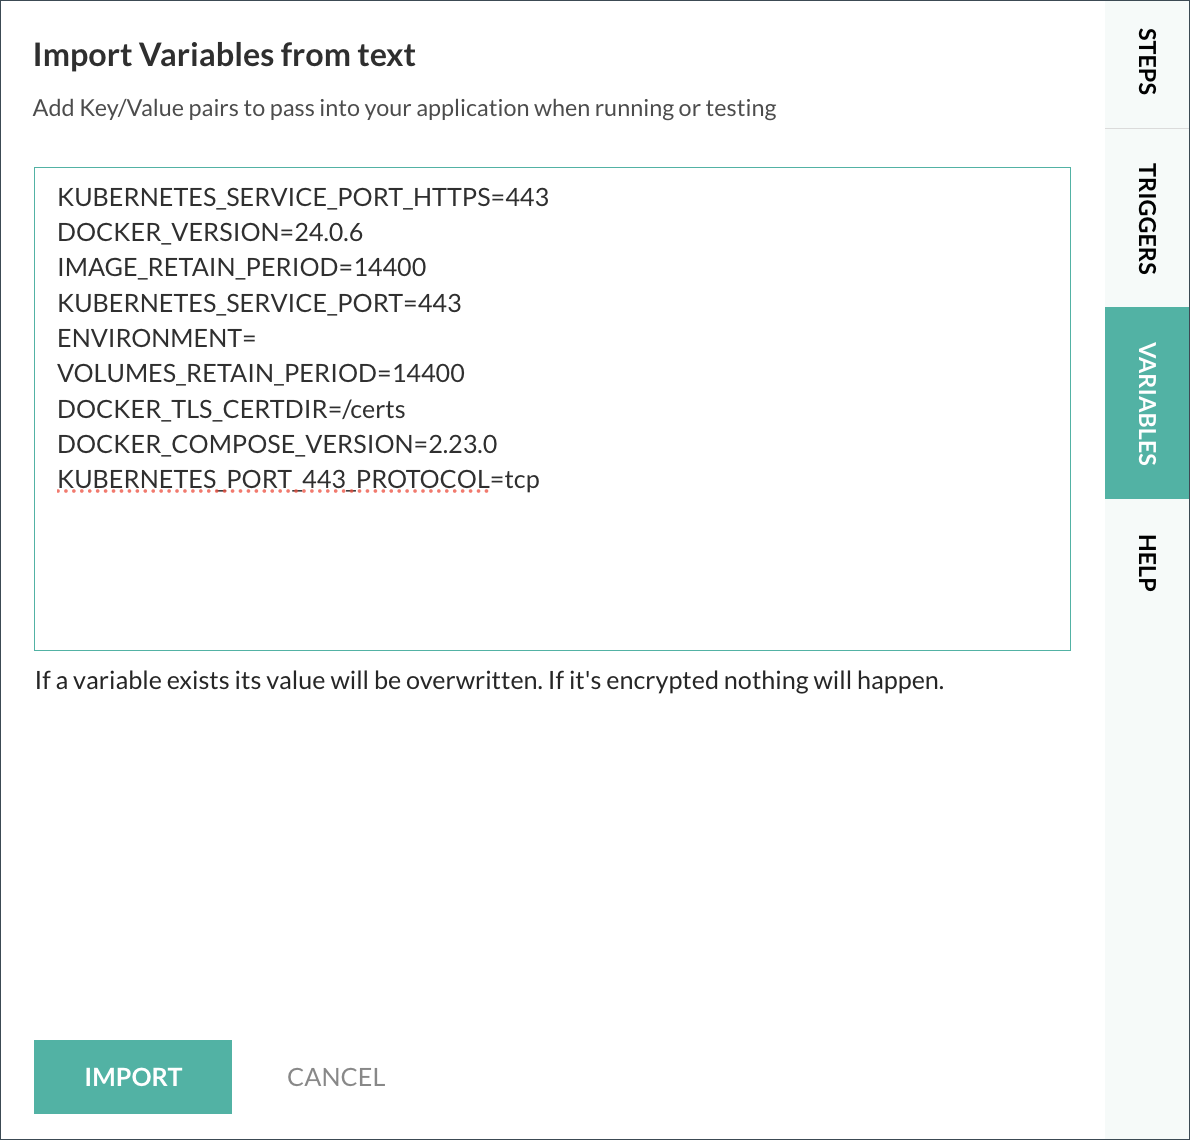 Import Variables from text
Add Key/Value pairs to pass into your application when running or testing
KUBERNETES_SERVICE_PORT_HTTPS=443
DOCKER_VERSION=24.0.6
IMAGE_RETAIN_PERIOD=14400
KUBERNETES_SERVICE_PORT=443
ENVIRONMENT=
VOLUMES_RETAIN_PERIOD=14400
DOCKER_TLS_CERTDIR=/certs
DOCKER_COMPOSE_VERSION=2.23.0
KUBERNETES_PORT_443_PROTOCOL=tcp
If a variable exists its value will be overwritten. If it's encrypted nothing will happen.
IMPORT
CANCEL
STEPS
TRIGGERS
VARIABLES
HELP